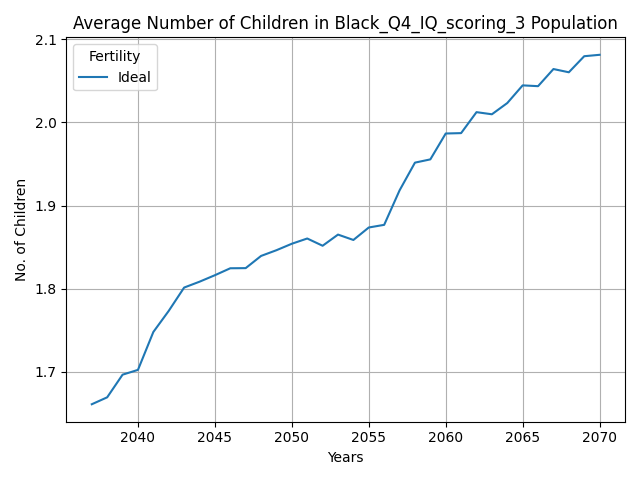 Average Number of Children in Black_Q4_IQ_scoring_3 Population
2.1
2.0
1.9
1.8
1.7
No. of Children
Fertility
Ideal
2040 2045 2050 2055 2060 2065 2070
Years